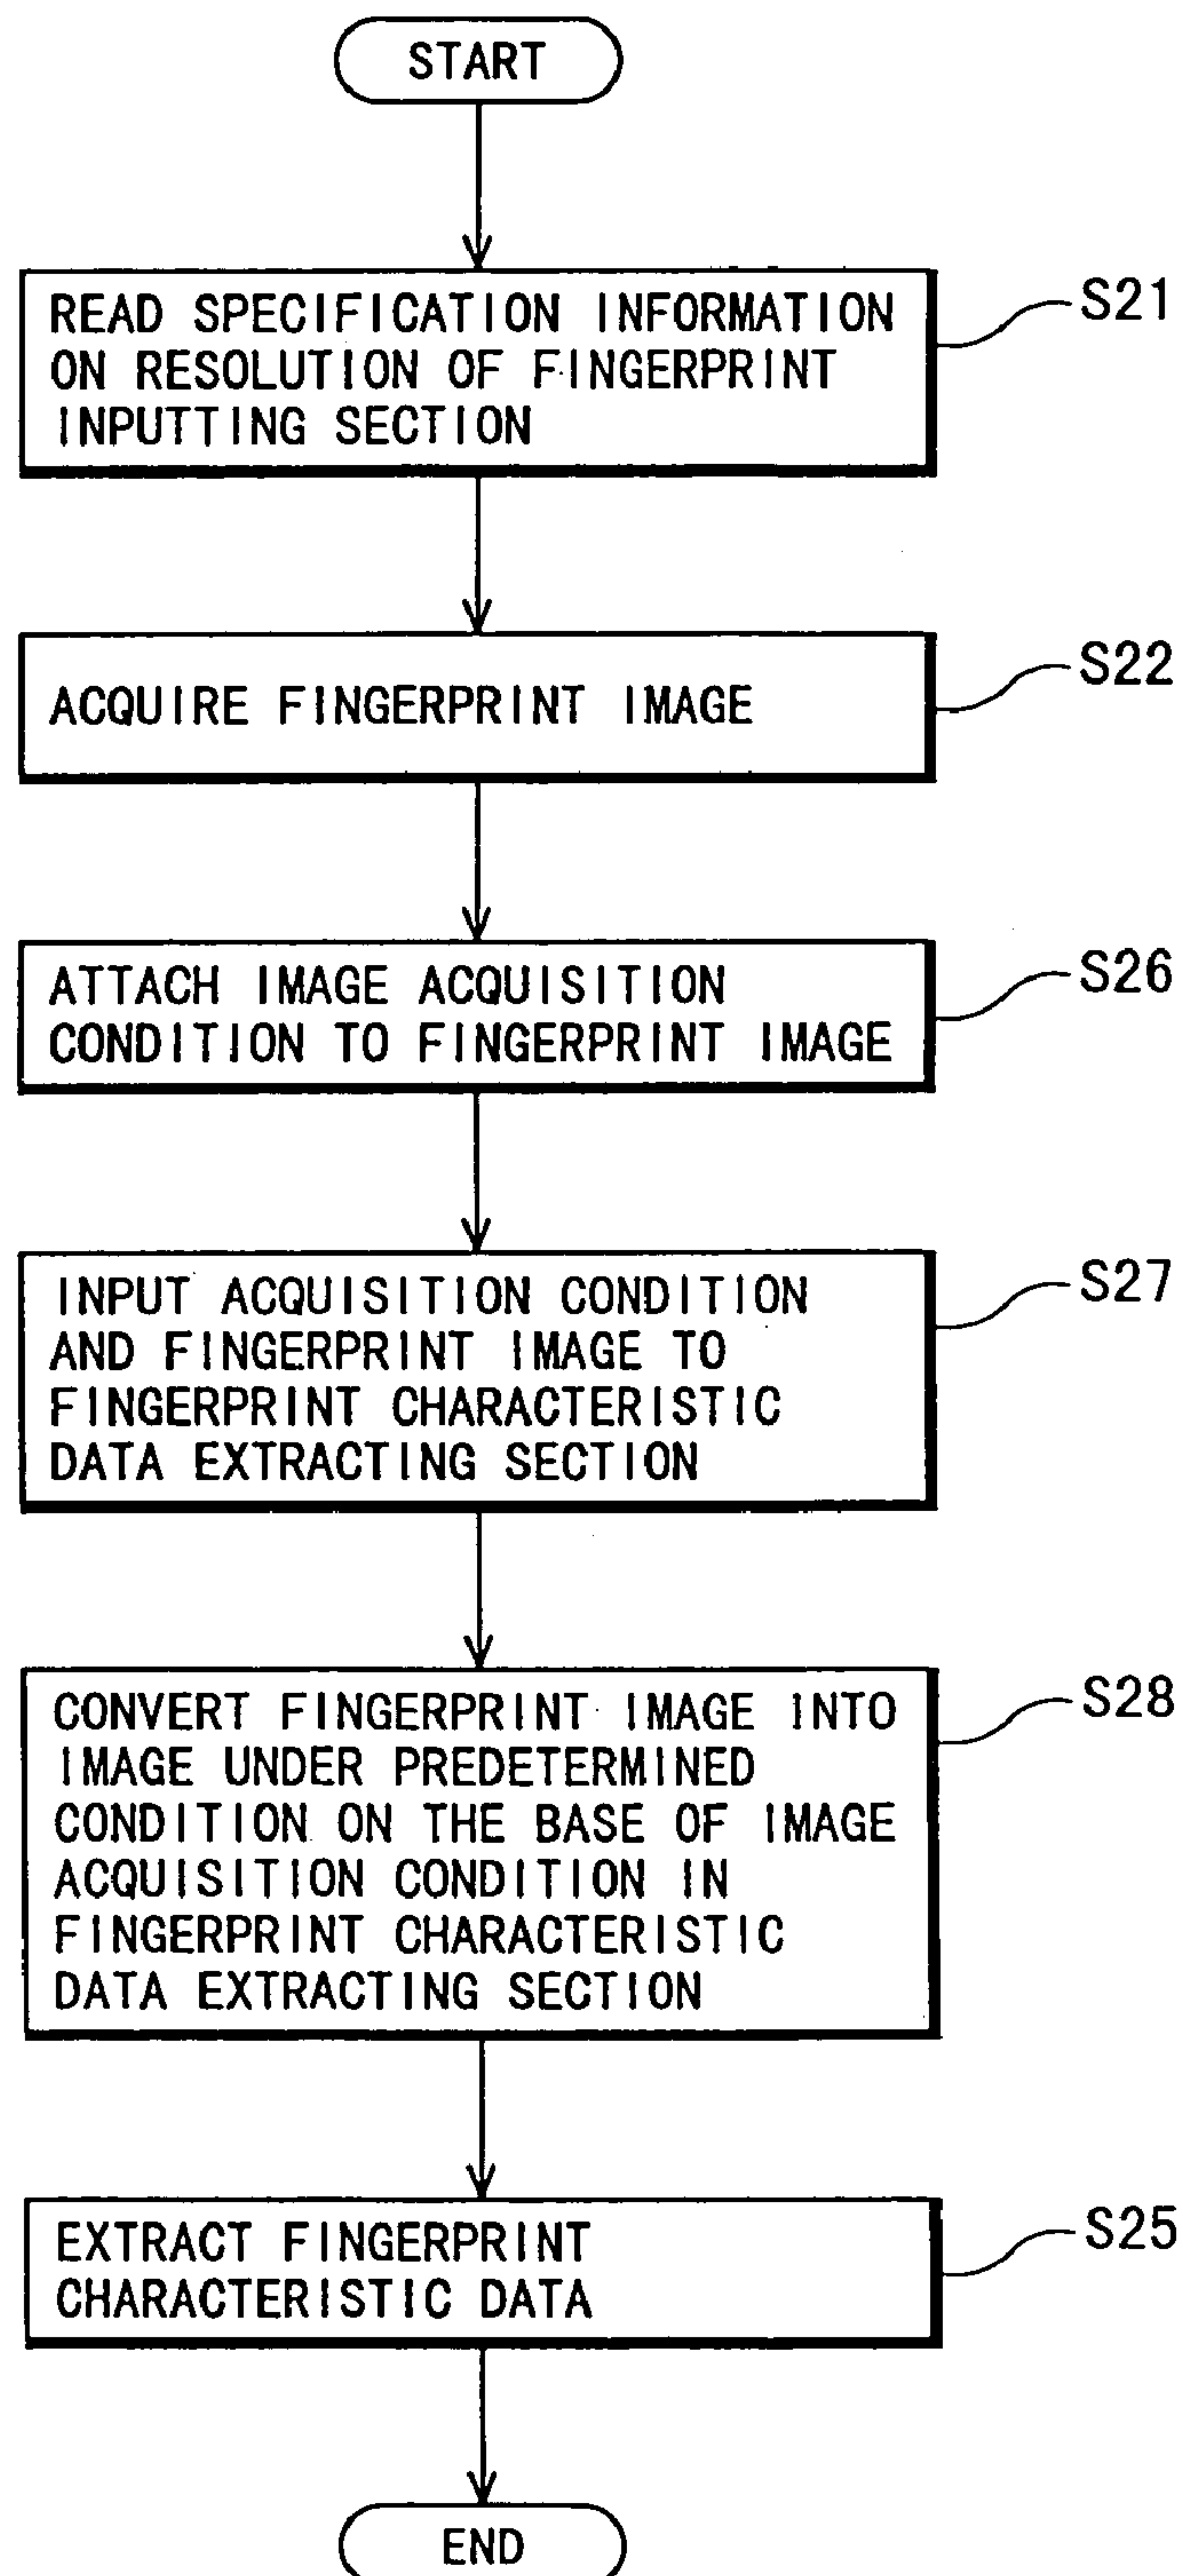 START
READ SPECIFICATION INFORMATION
ON RESOLUTION OF FINGERPRINT
INPUTTING SECTION
S21
ACQUIRE FINGERPRINT IMAGE
S22
ATTACH IMAGE ACQUISITION
CONDITION TO FINGERPRINT IMAGE
S26
INPUT ACQUISITION CONDITION
AND FINGERPRINT IMAGE TO
FINGERPRINT CHARACTERISTIC
DATA EXTRACTING SECTION
S27
CONVERT FINGERPRINT IMAGE INTO
IMAGE UNDER PREDETERMINED
CONDITION ON THE BASE OF IMAGE
ACQUISITION CONDITION IN
FINGERPRINT CHARACTERISTIC
DATA EXTRACTING SECTION
S28
EXTRACT FINGERPRINT
CHARACTERISTIC DATA
S25
END